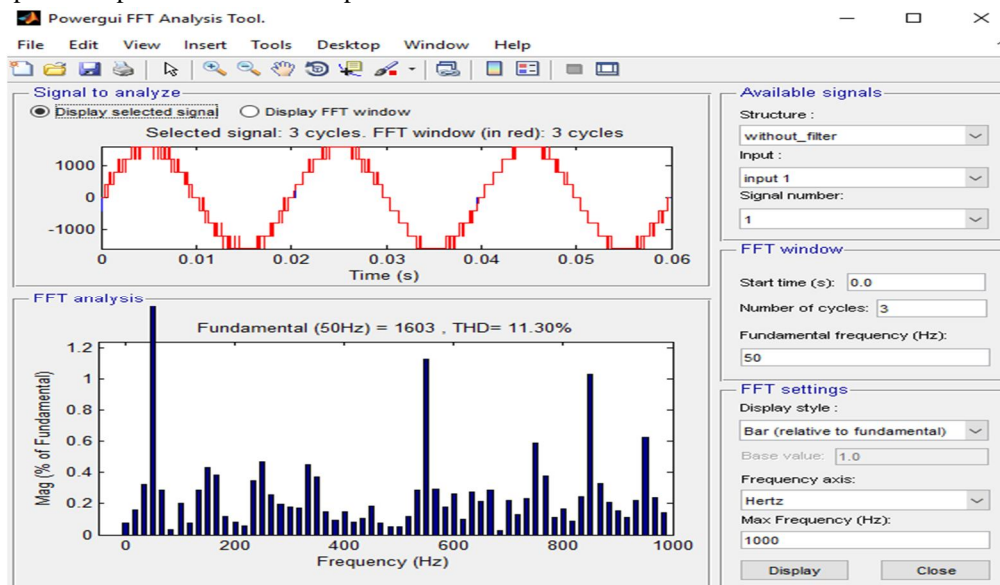 Powergui FFT Analysis Tool.
File Edit View Insert Tools Desktop Window Help
Signal to analyze
Display selected signal Display FFT window
Selected signal: 3 cycles. FFT window (in red): 3 cycles
1000
0
-1000
0 0.01 0.02 0.03 0.04 0.05 0.06
Time (s)
FFT analysis
Fundamental (50Hz) = 1603 , THD= 11.30%
1.2
1
0.8
0.6
0.4
0.2
0
Mag (% of Fundamental)
0 200 400 600 800 1000
Frequency (Hz)
Available signals
Structure :
without_filter
Input :
input 1
Signal number:
1
FFT window
Start time (s): 0.0
Number of cycles: 3
Fundamental frequency (Hz):
50
FFT settings
Display style :
Bar (relative to fundamental)
Base value: 1.0
Frequency axis:
Hertz
Max Frequency (Hz):
1000
Display Close